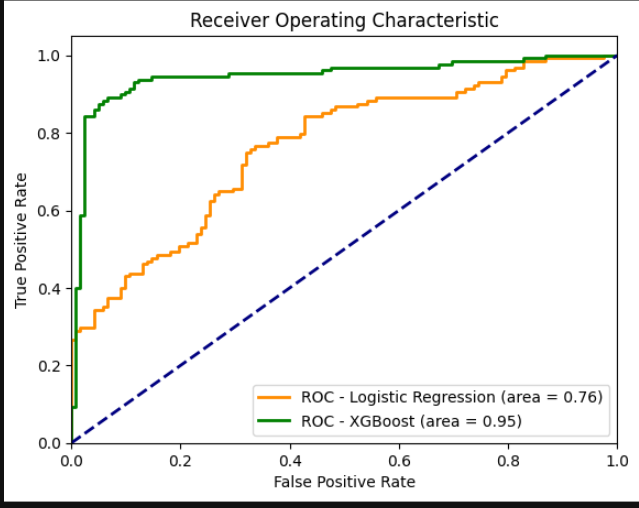 Receiver Operating Characteristic
1.0
0.8
0.6
0.4
0.2
0.0
True Positive Rate
ROC - Logistic Regression (area = 0.76)
ROC - XGBoost (area = 0.95)
0.0 0.2 0.4 0.6 0.8 1.0
False Positive Rate